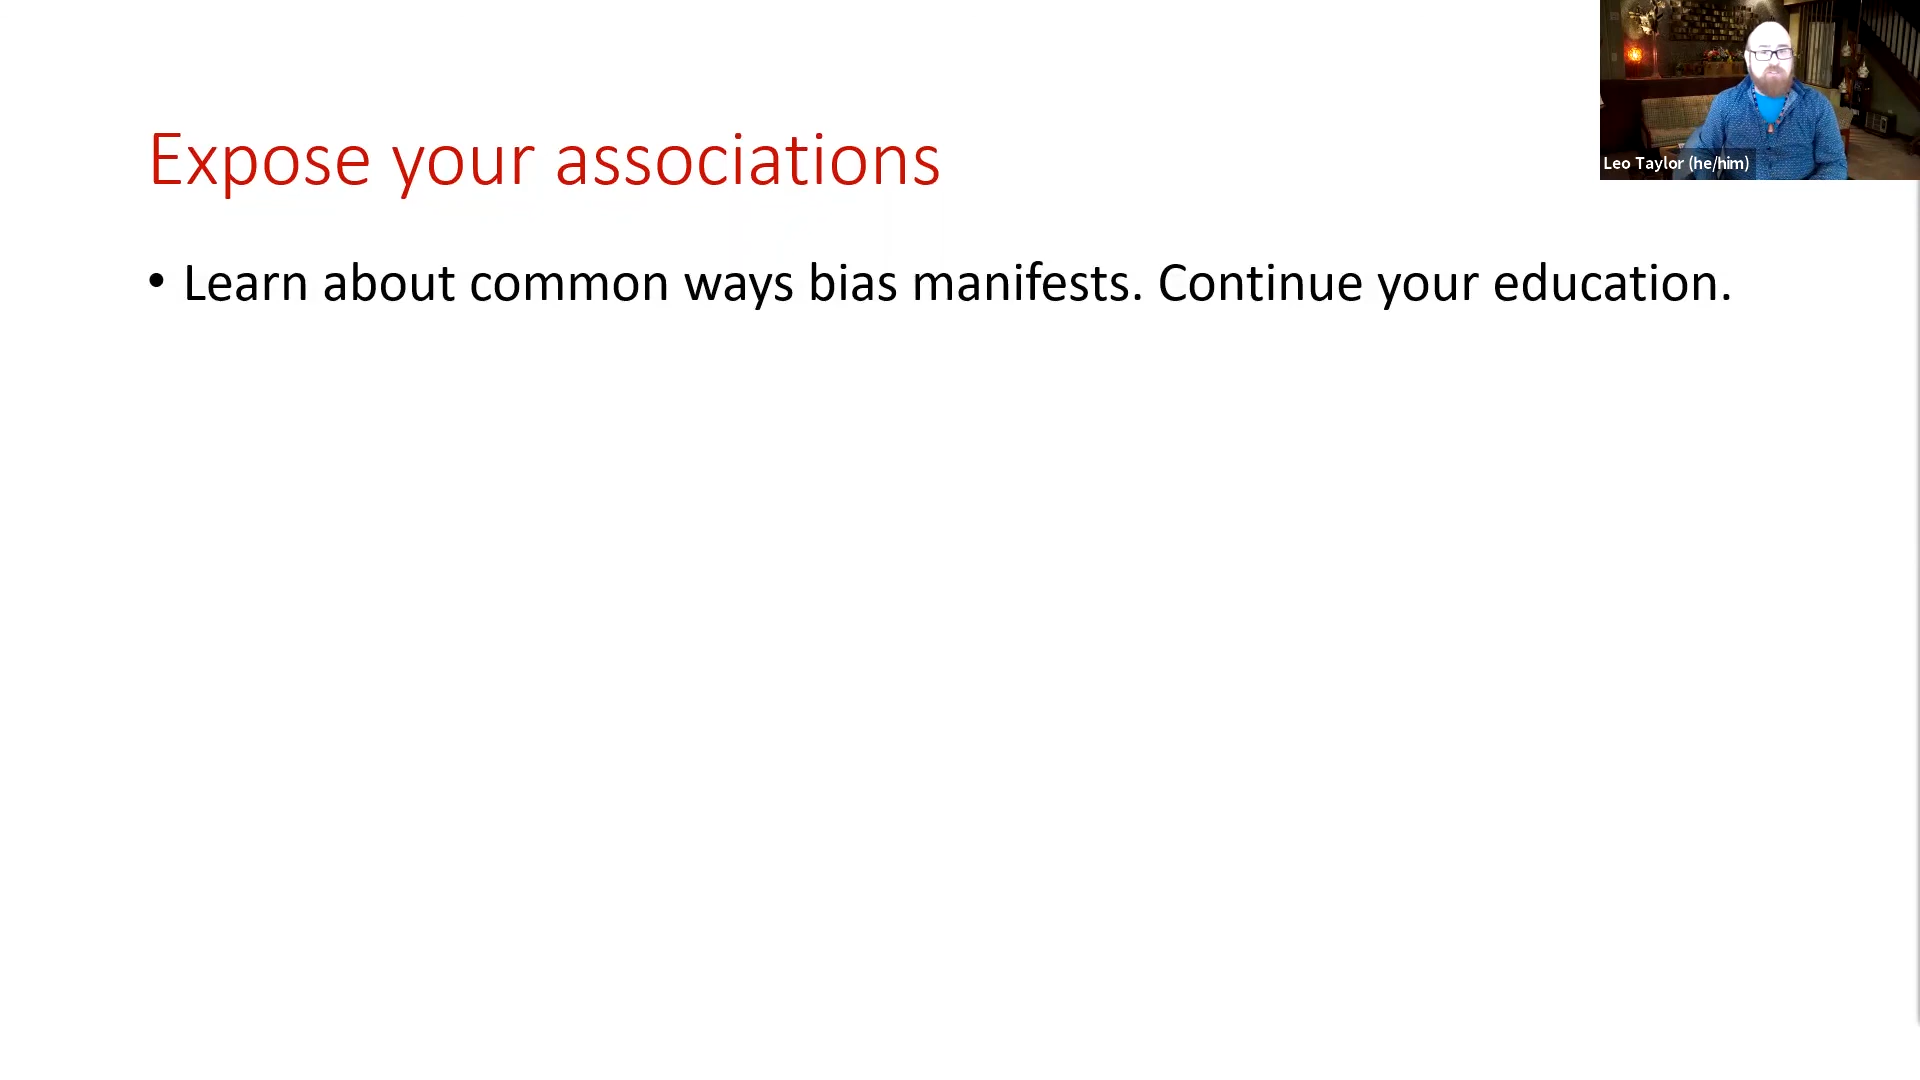 Expose your associations
• Learn about common ways bias manifests. Continue your education.
Leo Taylor (he/him)